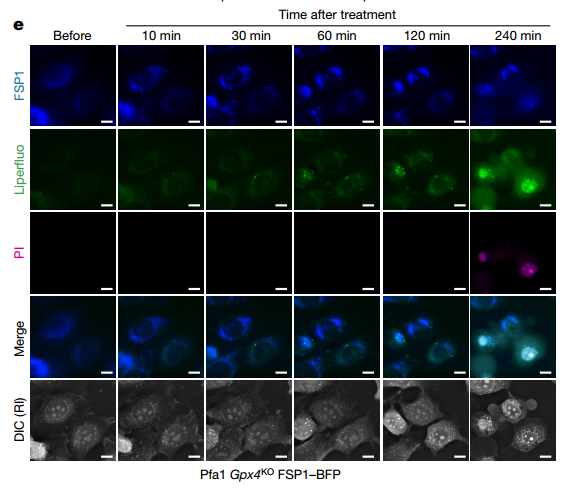 Time after treatment
e
Before 10 min 30 min 60 min 120 min 240 min
FSP1
Liperfluo
PI
Merge
DIC (RI)
Pfa1 Gpx4KO FSP1–BFP